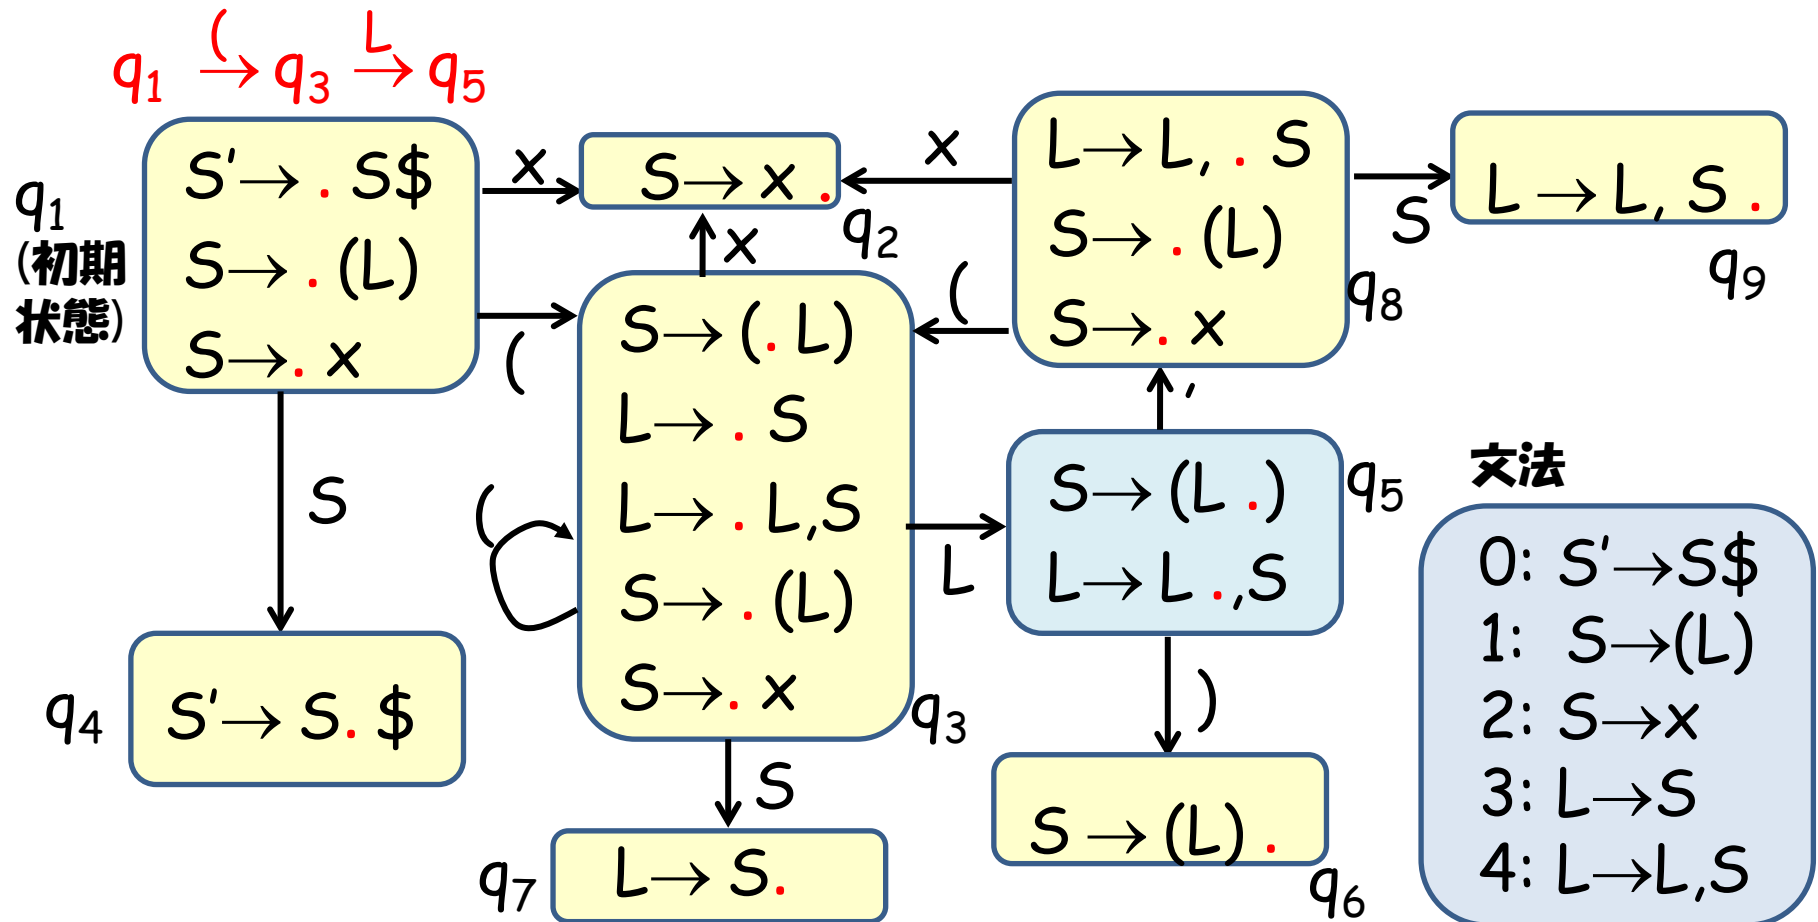 q1 ( → q3 L → q5
q1
(初期
状態)
S'→ . S$
S→ . (L)
S→. x
x
(
S
S→x .
q2
x
x
(
L→L, . S
S→ . (L)
S→. x
q8
S
L→L, S .
q9
S→(. L)
L→ . S
L→ . L,S
S→ . (L)
S→. x
q3
(
L
,
S→(L .)
L→L .,S
q5
)
S'→S. $
q4
S
L→S.
q7
S→(L) .
q6
文法
0: S'→S$
1: S→(L)
2: S→x
3: L→S
4: L→L,S